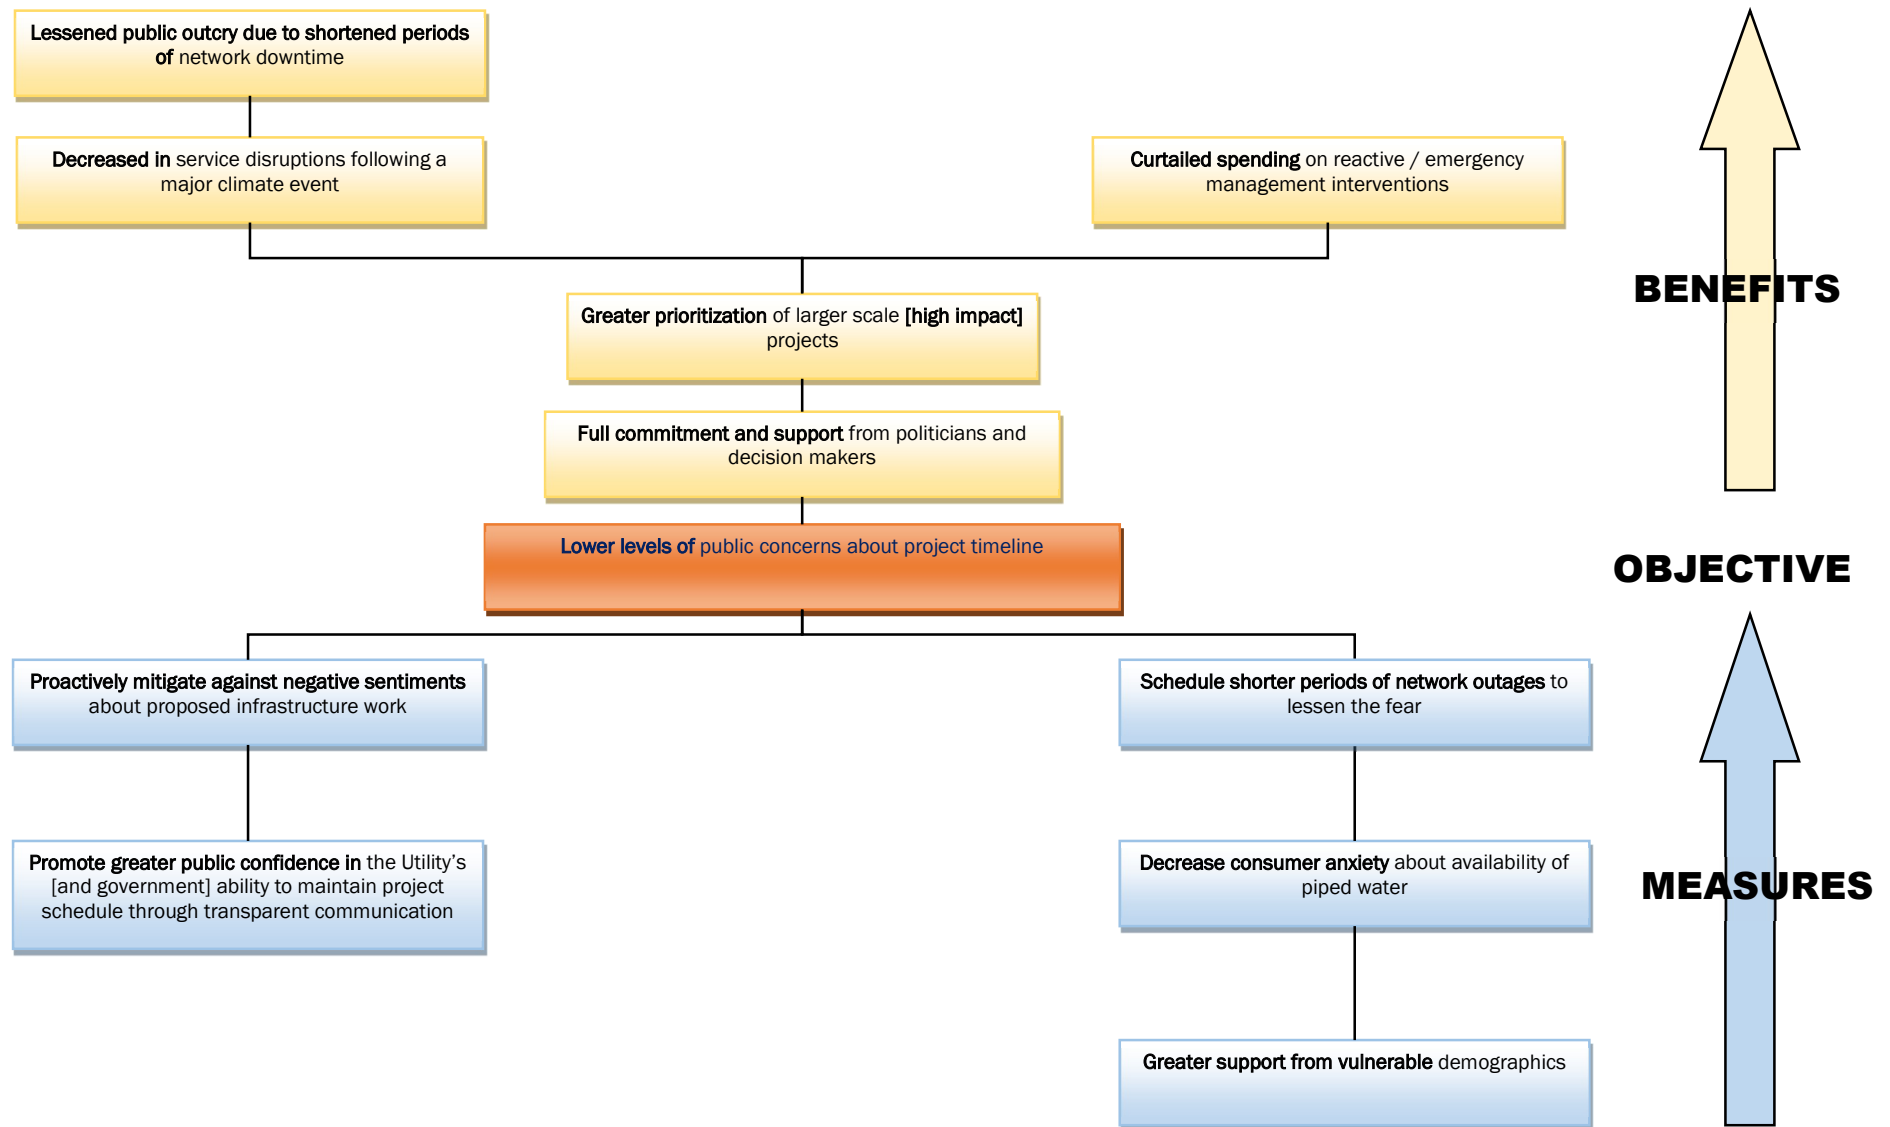 Lessened public outcry due to shortened periods
of network downtime
Decreased in service disruptions following a
major climate event
Curtailed spending on reactive / emergency
management interventions
BENEFITS
Greater prioritization of larger scale [high impact]
projects
Full commitment and support from politicians and
decision makers
Lower levels of public concerns about project timeline
OBJECTIVE
Proactively mitigate against negative sentiments
about proposed infrastructure work
Schedule shorter periods of network outages to
lessen the fear
Promote greater public confidence in the Utility’s
[and government] ability to maintain project
schedule through transparent communication
Decrease consumer anxiety about availability of
piped water
MEASURES
Greater support from vulnerable demographics